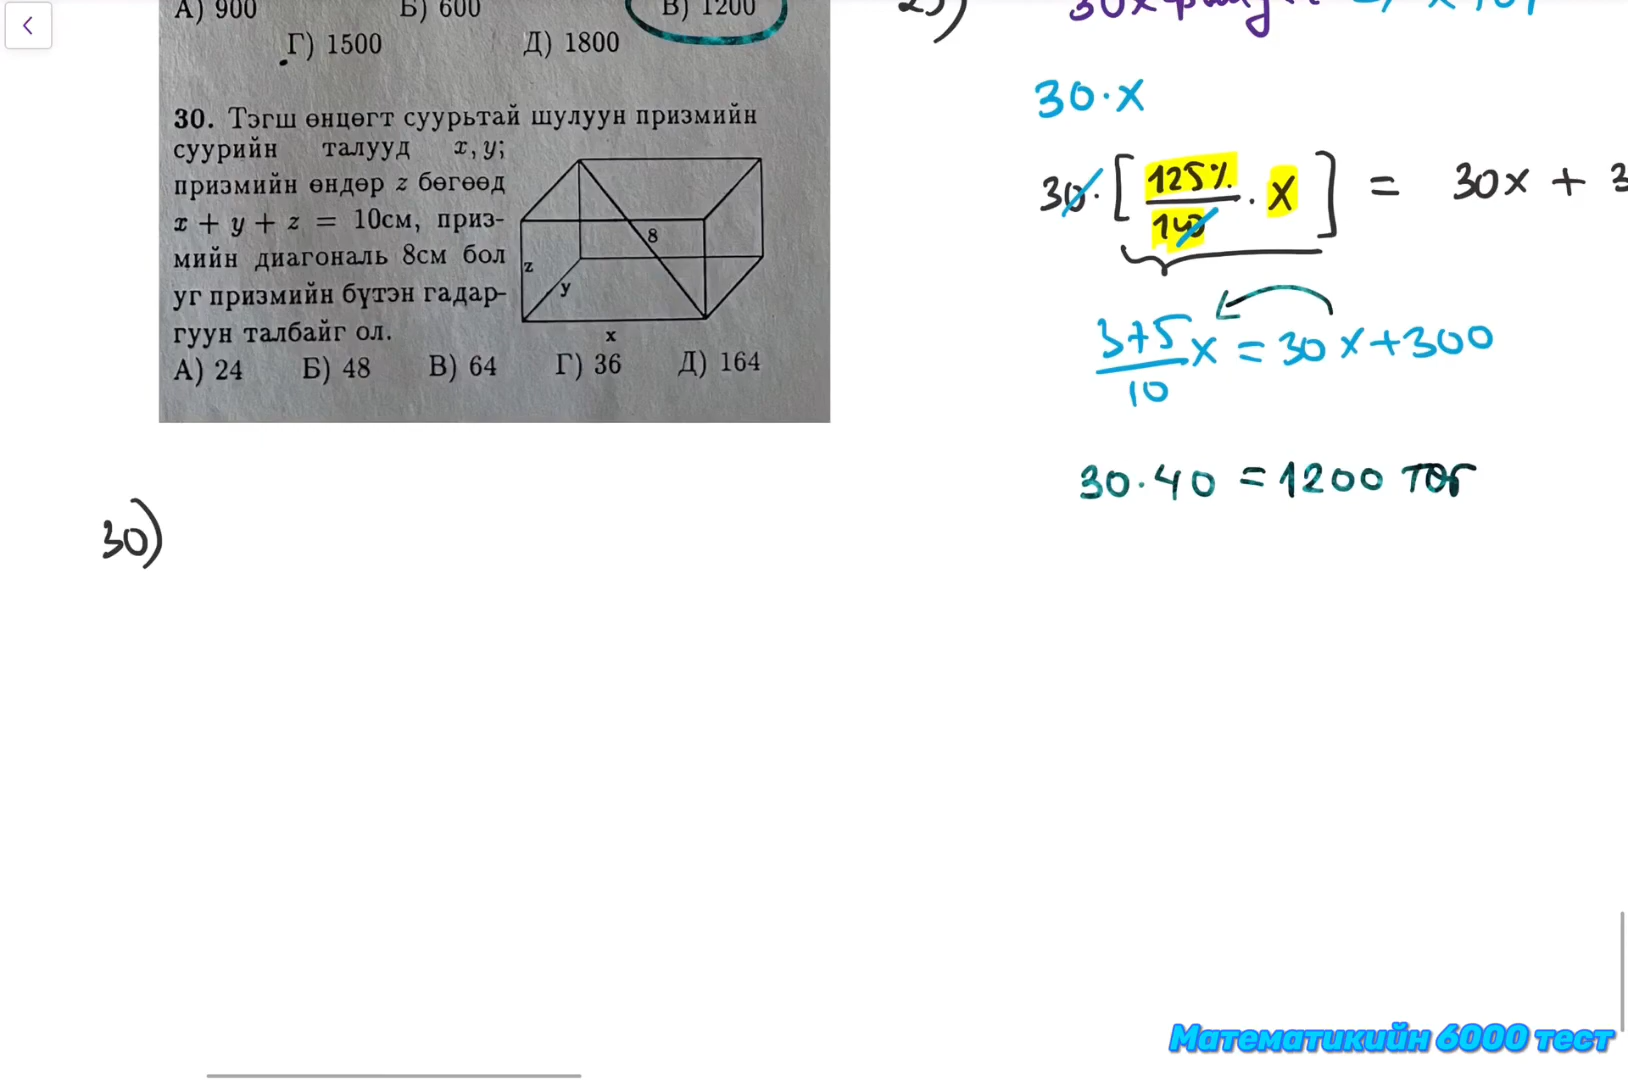 А) 900 Б) 600 В) 1200
Г) 1500 Д) 1800
30. Тэгш өнцөгт суурьтай шулуун призмийн
суурийн талууд x, y;
призмийн өндөр z бөгөөд
x + y + z = 10см, приз-
мийн диагональ 8см бол
уг призмийн бүтэн гадар-
гуун талбайг ол.
8
z
y
x
А) 24 Б) 48 В) 64 Г) 36 Д) 164
30)
30·x
30·[125%/100·x] = 30x + 3
375/10 x = 30x+300
30·40 = 1200 төг
Математикийн 6000 тест